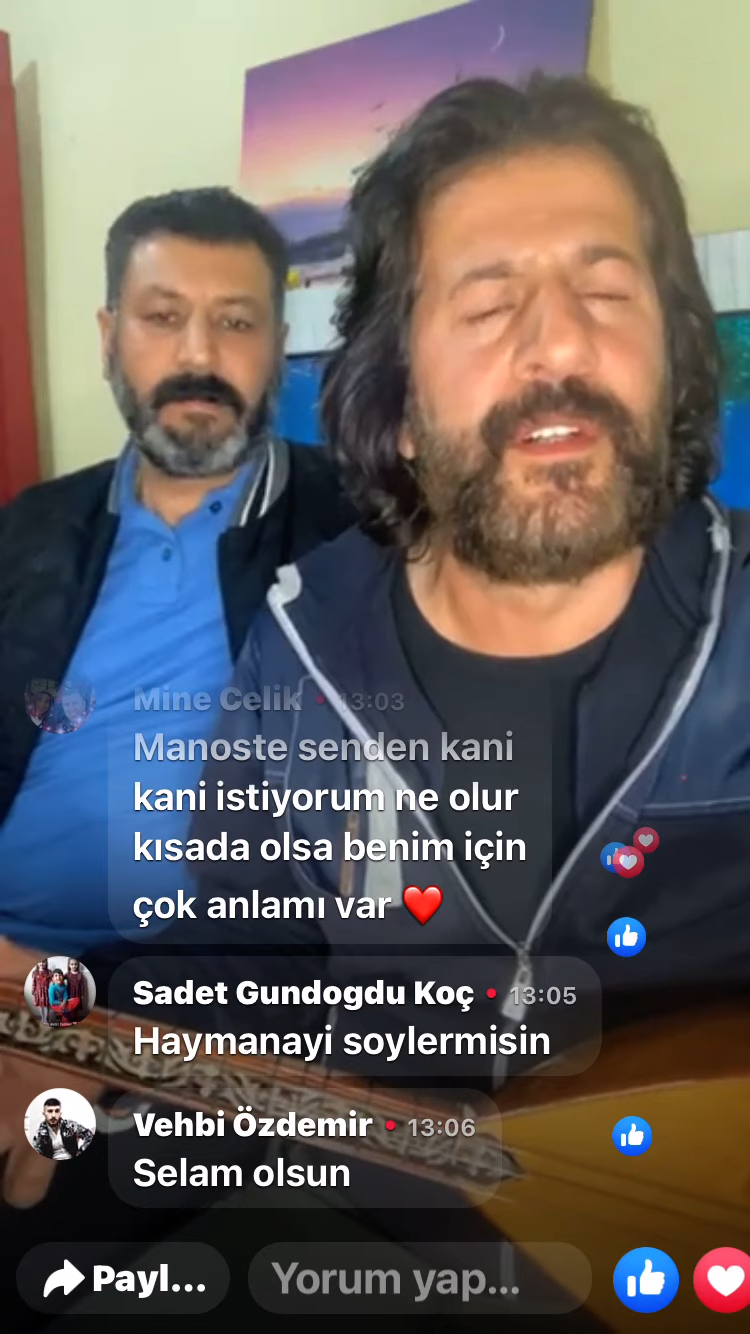 Mine Celik • 13:03
Manoste senden kani
kani istiyorum ne olur
kısada olsa benim için
çok anlamı var ❤️
Sadet Gundogdu Koç • 13:05
Haymanayi soylermisin
Vehbi Özdemir • 13:06
Selam olsun
Payl...
Yorum yap...